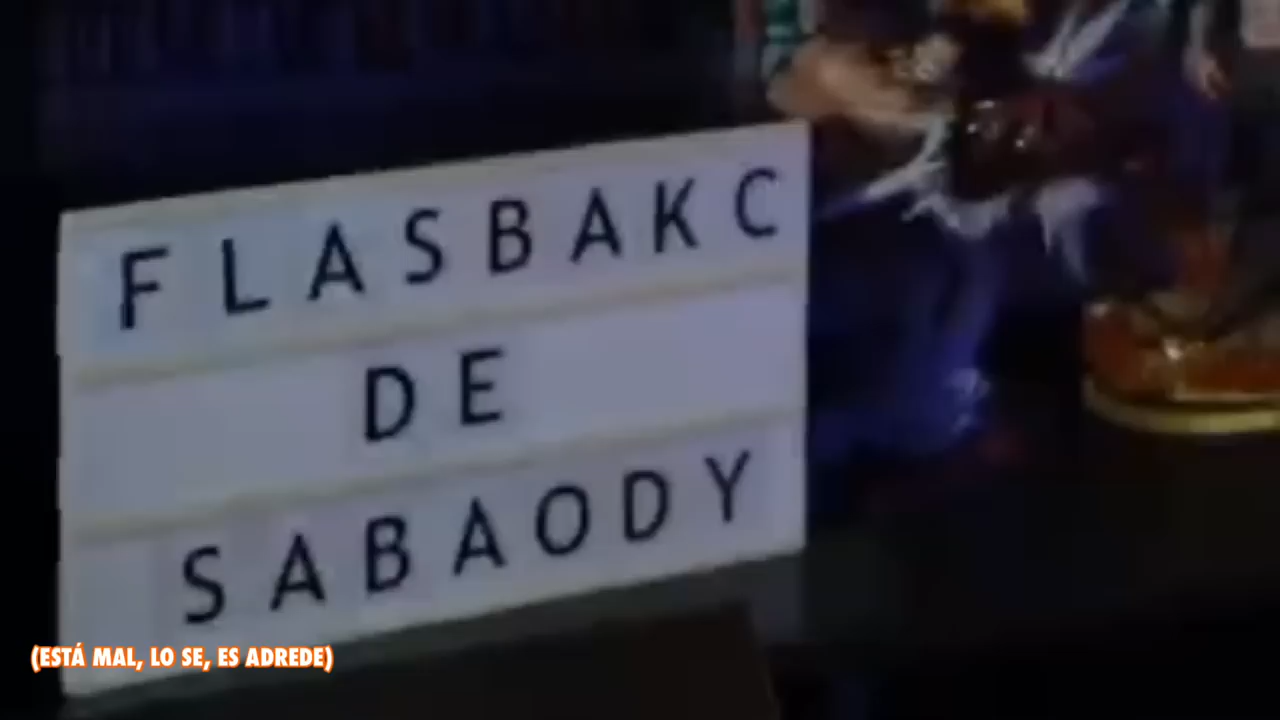 FLASBAKC
DE
SABAODY
(ESTÁ MAL, LO SE, ES ADREDE)